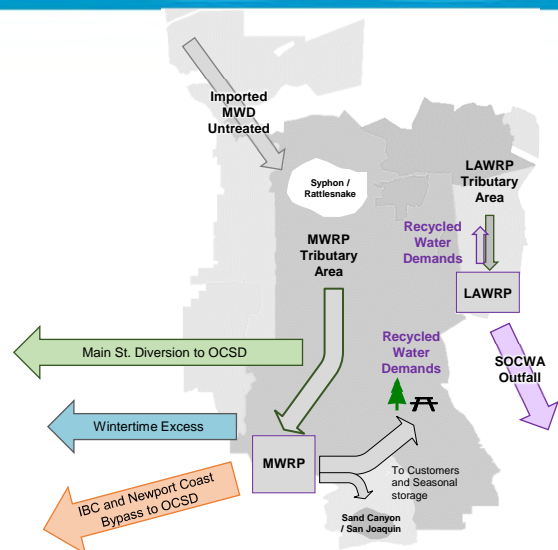 Imported
MWD
Untreated
Syphon /
Rattlesnake
LAWRP
Tributary
Area
MWRP
Tributary
Area
Recycled
Water
Demands
LAWRP
Main St. Diversion to OCSD
Recycled
Water
Demands
SOCWA
Outfall
Wintertime Excess
MWRP
To Customers
and Seasonal
storage
IBC and Newport Coast
Bypass to OCSD
Sand Canyon
/ San Joaquin